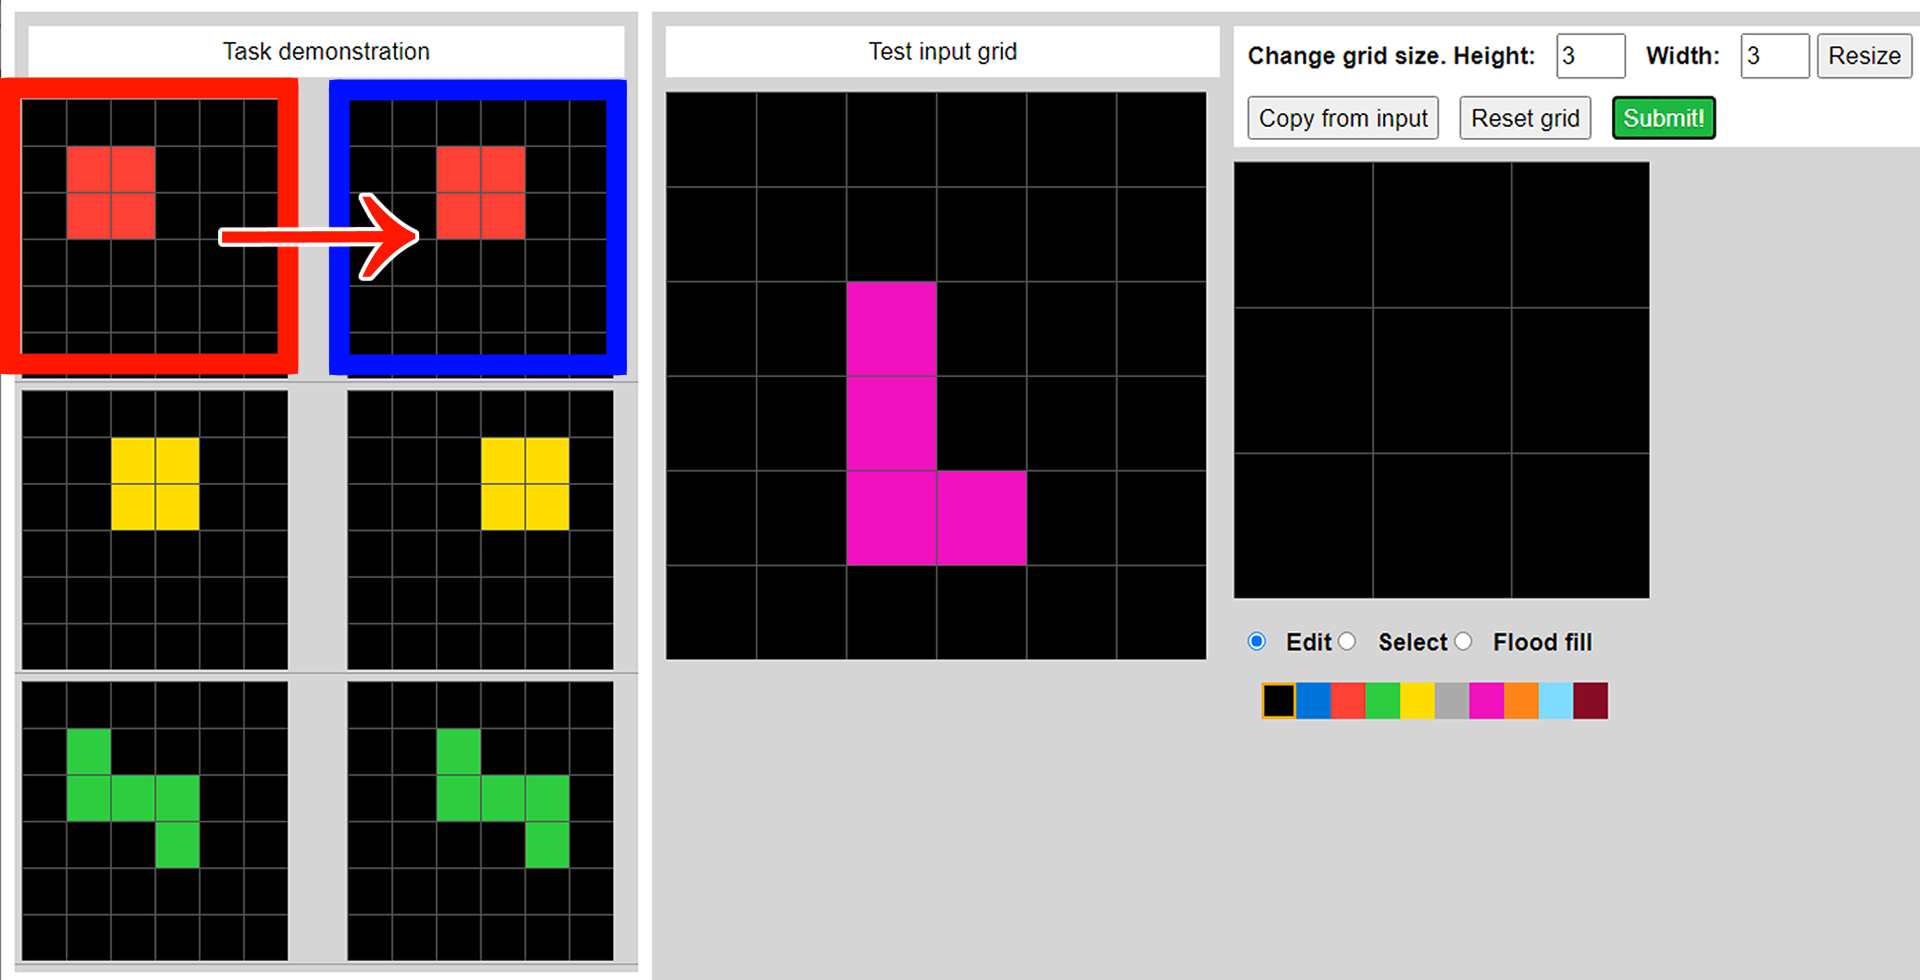 Task demonstration
Test input grid
Change grid size. Height: 3 Width: 3 Resize
Copy from input Reset grid Submit!
Edit Select Flood fill